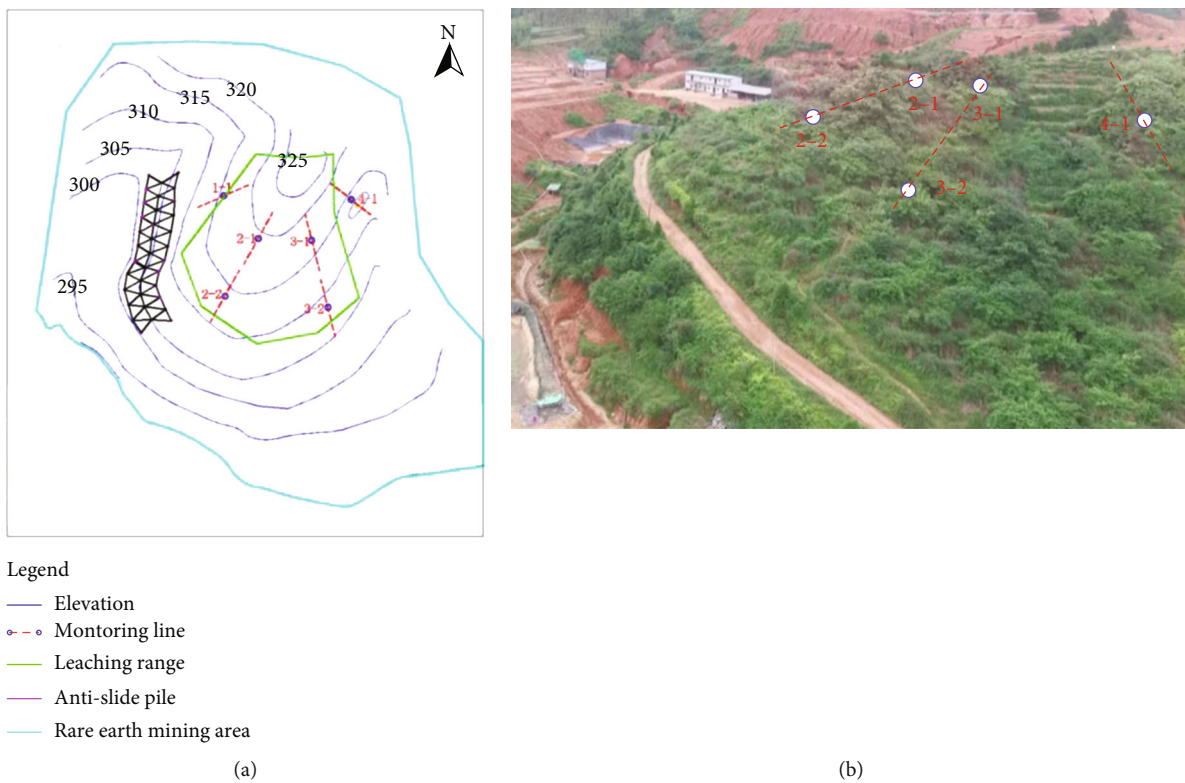 N
320
315
310
325
305
300
1-1
4-1
2-1
3-1
2-2
3-2
295
Legend
Elevation
Montoring line
Leaching range
Anti-slide pile
Rare earth mining area
(a)
2-1
3-1
2-2
4-1
3-2
(b)